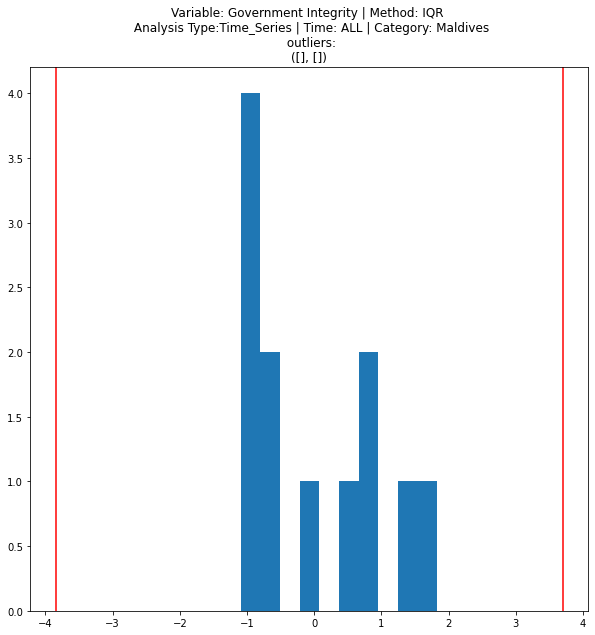 Variable: Government Integrity | Method: IQR
Analysis Type:Time_Series | Time: ALL | Category: Maldives
outliers:
([], [])
4.0
3.5
3.0
2.5
2.0
1.5
1.0
0.5
0.0
−4 −3 −2 −1 0 1 2 3 4